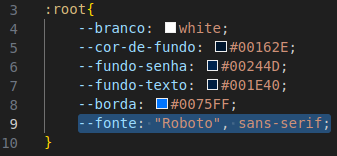 3 :root{
4 --branco: white;
5 --cor-de-fundo: #00162E;
6 --fundo-senha: #00244D;
7 --fundo-texto: #001E40;
8 --borda: #0075FF;
9 --fonte: "Roboto", sans-serif;
10 }